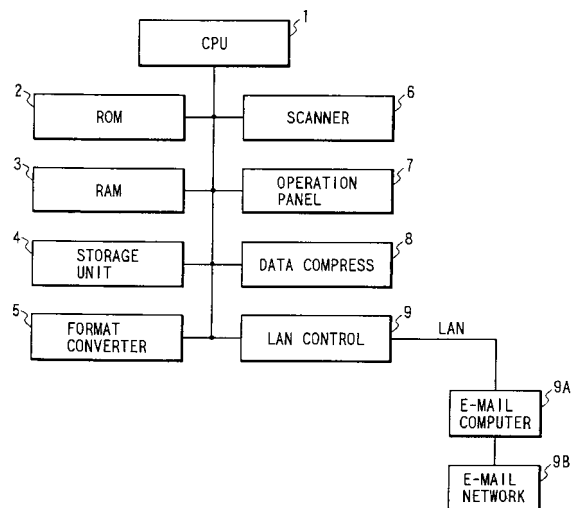 1
CPU
2
ROM
6
SCANNER
3
RAM
7
OPERATION
PANEL
4
STORAGE
UNIT
8
DATA COMPRESS
5
FORMAT
CONVERTER
9
LAN CONTROL
LAN
9A
E-MAIL
COMPUTER
9B
E-MAIL
NETWORK